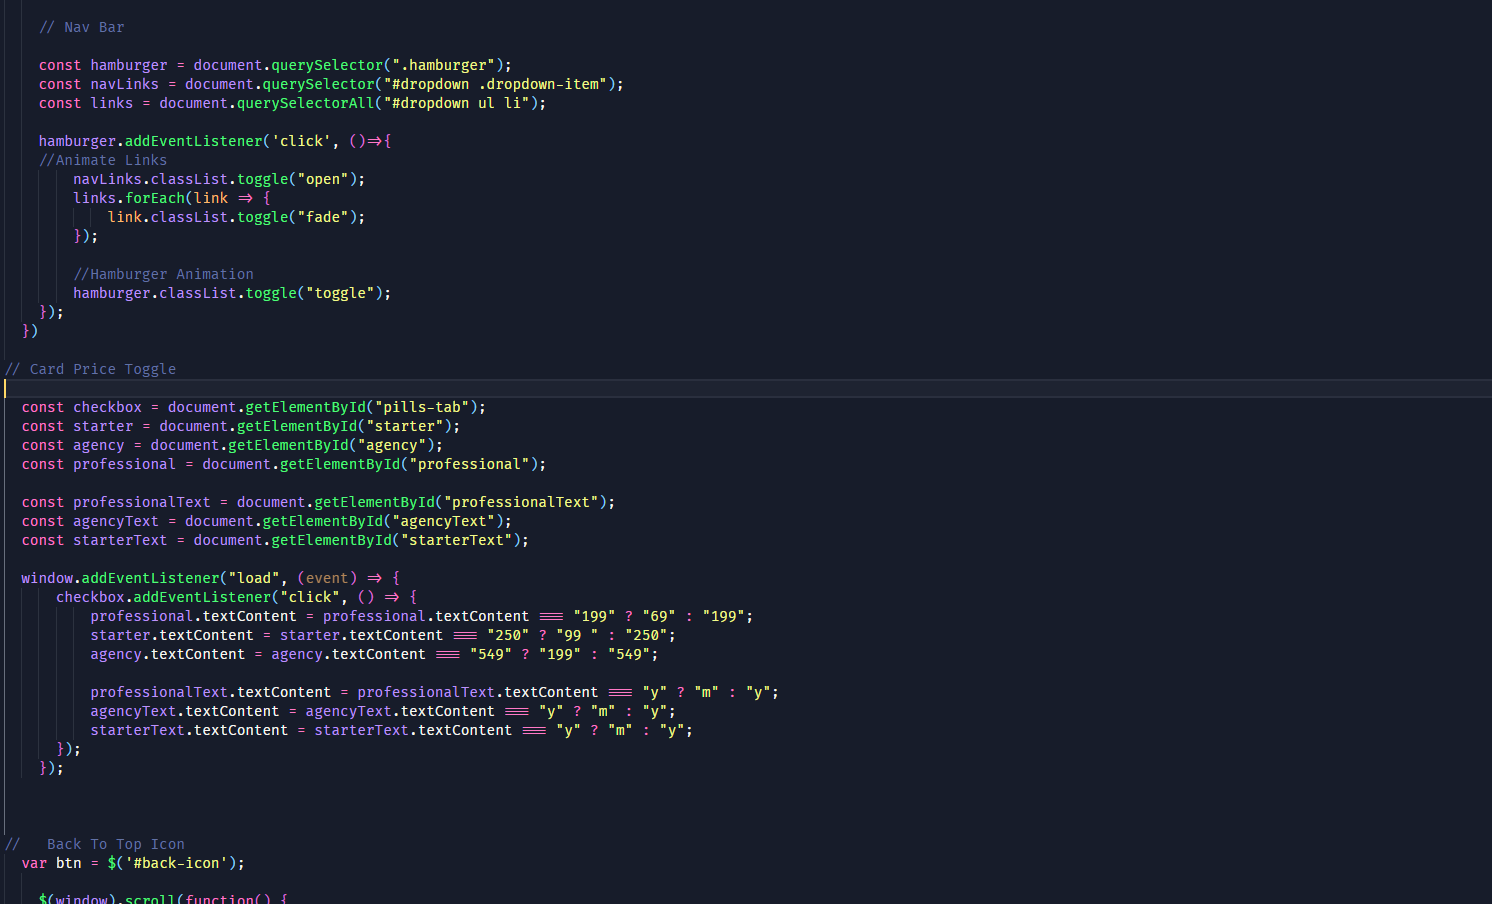 // Nav Bar
const hamburger = document.querySelector(".hamburger");
const navLinks = document.querySelector("#dropdown .dropdown-item");
const links = document.querySelectorAll("#dropdown ul li");
hamburger.addEventListener('click', ()=>{
//Animate Links
navLinks.classList.toggle("open");
links.forEach(link => {
link.classList.toggle("fade");
});
//Hamburger Animation
hamburger.classList.toggle("toggle");
});
})
// Card Price Toggle
const checkbox = document.getElementById("pills-tab");
const starter = document.getElementById("starter");
const agency = document.getElementById("agency");
const professional = document.getElementById("professional");
const professionalText = document.getElementById("professionalText");
const agencyText = document.getElementById("agencyText");
const starterText = document.getElementById("starterText");
window.addEventListener("load", (event) => {
checkbox.addEventListener("click", () => {
professional.textContent = professional.textContent === "199" ? "69" : "199";
starter.textContent = starter.textContent === "250" ? "99 " : "250";
agency.textContent = agency.textContent === "549" ? "199" : "549";
professionalText.textContent = professionalText.textContent === "y" ? "m" : "y";
agencyText.textContent = agencyText.textContent === "y" ? "m" : "y";
starterText.textContent = starterText.textContent === "y" ? "m" : "y";
});
});
//   Back To Top Icon
var btn = $('#back-icon');
$(window).scroll(function() {